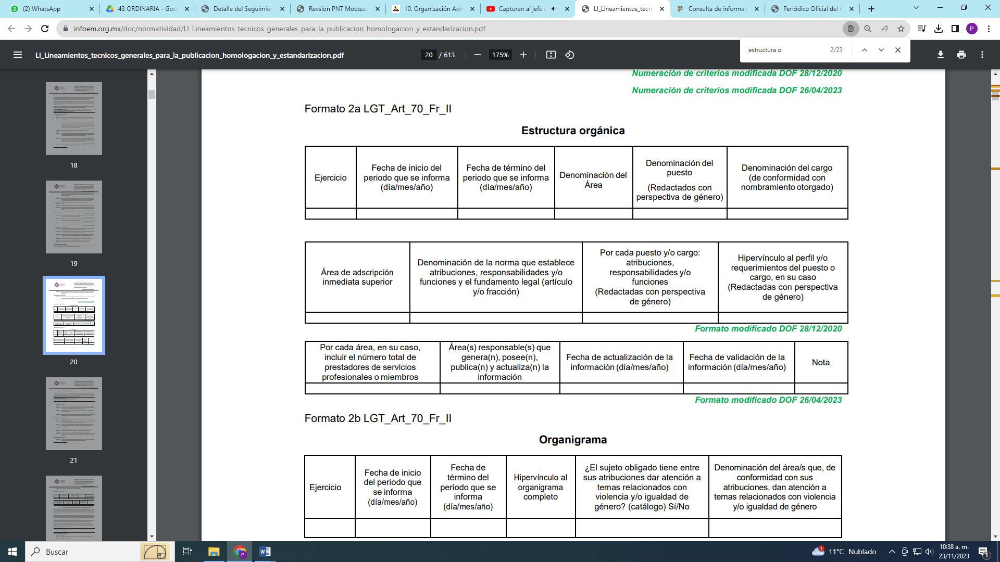 (2) WhatsApp
43 ORDINARIA - Goo
Detalle del Seguimien
Revsion PNT Moctezu
10. Organización Adm
Capturan al jefe d
LI_Lineamientos_tecn
Consulta de informac
Periódico Oficial del G
infoem.org.mx/doc/normatividad/LI_Lineamientos_tecnicos_generales_para_la_publicacion_homologacion_y_estandarizacion.pdf
P
LI_Lineamientos_tecnicos_generales_para_la_publicacion_homologacion_y_estandarizacion.pdf
20 / 613
175%
estructura o
2/23
18
19
20
21
Numeración de criterios modificada DOF 28/12/2020
Numeración de criterios modificada DOF 26/04/2023
Formato 2a LGT_Art_70_Fr_II
Estructura orgánica
Ejercicio
Fecha de inicio del
periodo que se informa
(día/mes/año)
Fecha de término del
periodo que se informa
(día/mes/año)
Denominación del
Área
Denominación del
puesto
(Redactados con
perspectiva de género)
Denominación del cargo
(de conformidad con
nombramiento otorgado)
Área de adscripción
inmediata superior
Denominación de la norma que establece
atribuciones, responsabilidades y/o
funciones y el fundamento legal (artículo
y/o fracción)
Por cada puesto y/o cargo:
atribuciones,
responsabilidades y/o
funciones
(Redactadas con perspectiva
de género)
Hipervínculo al perfil y/o
requerimientos del puesto o
cargo, en su caso
(Redactadas con perspectiva
de género)
Formato modificado DOF 28/12/2020
Por cada área, en su caso,
incluir el número total de
prestadores de servicios
profesionales o miembros
Área(s) responsable(s) que
genera(n), posee(n),
publica(n) y actualiza(n) la
información
Fecha de actualización de la
información (día/mes/año)
Fecha de validación de la
información (día/mes/año)
Nota
Formato modificado DOF 26/04/2023
Formato 2b LGT_Art_70_Fr_II
Organigrama
Ejercicio
Fecha de inicio
del periodo que
se informa
(día/mes/año)
Fecha de
término del
periodo que se
informa
(día/mes/año)
Hipervínculo al
organigrama
completo
¿El sujeto obligado tiene entre
sus atribuciones dar atención a
temas relacionados con
violencia y/o igualdad de
género? (catálogo) Sí/No
Denominación del área/s que, de
conformidad con sus
atribuciones, dan atención a
temas relacionados con violencia
y/o igualdad de género
Buscar
11°C Nublado
10:38 a. m.
23/11/2023